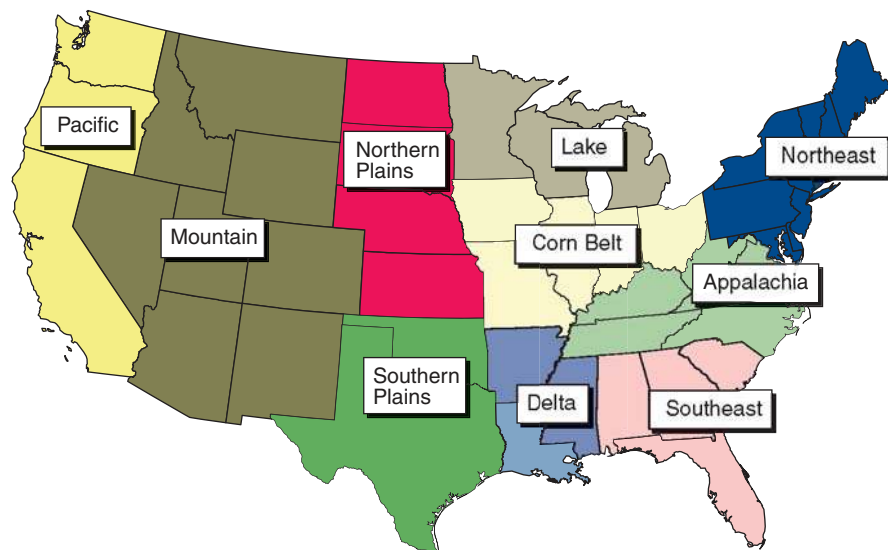 Pacific
Northern
Plains
Lake
Northeast
Mountain
Corn Belt
Appalachia
Southern
Plains
Delta
Southeast